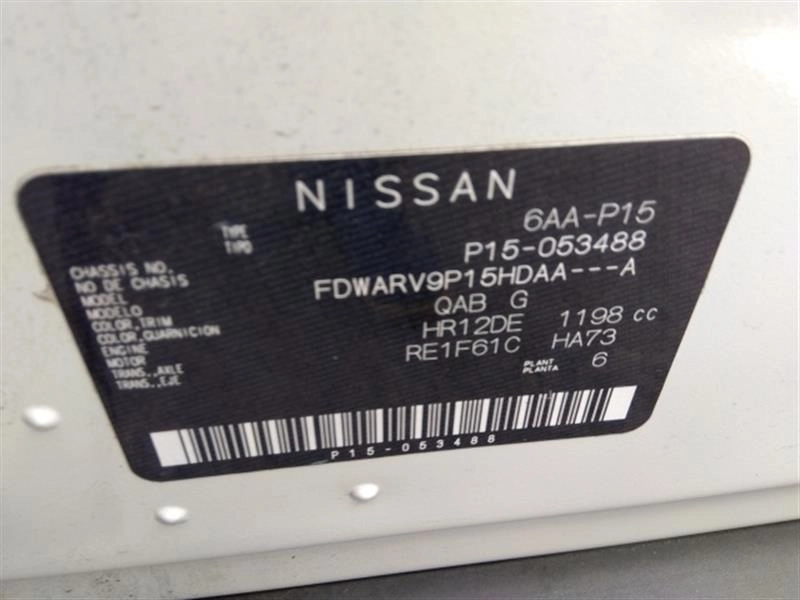 NISSAN
TYPE 6AA-P15
TIPO
CHASSIS NO. P15-053488
NO DE CHASIS
MODEL FDWARV9P15HDAA---A
MODELO
COLOR,TRIM QAB G
COLOR,GUARNICION
ENGINE HR12DE 1198 cc
MOTOR
TRANS.,AXLE RE1F61C HA73
TRANS.,EJE
PLANT 6
PLANTA
P15-053488